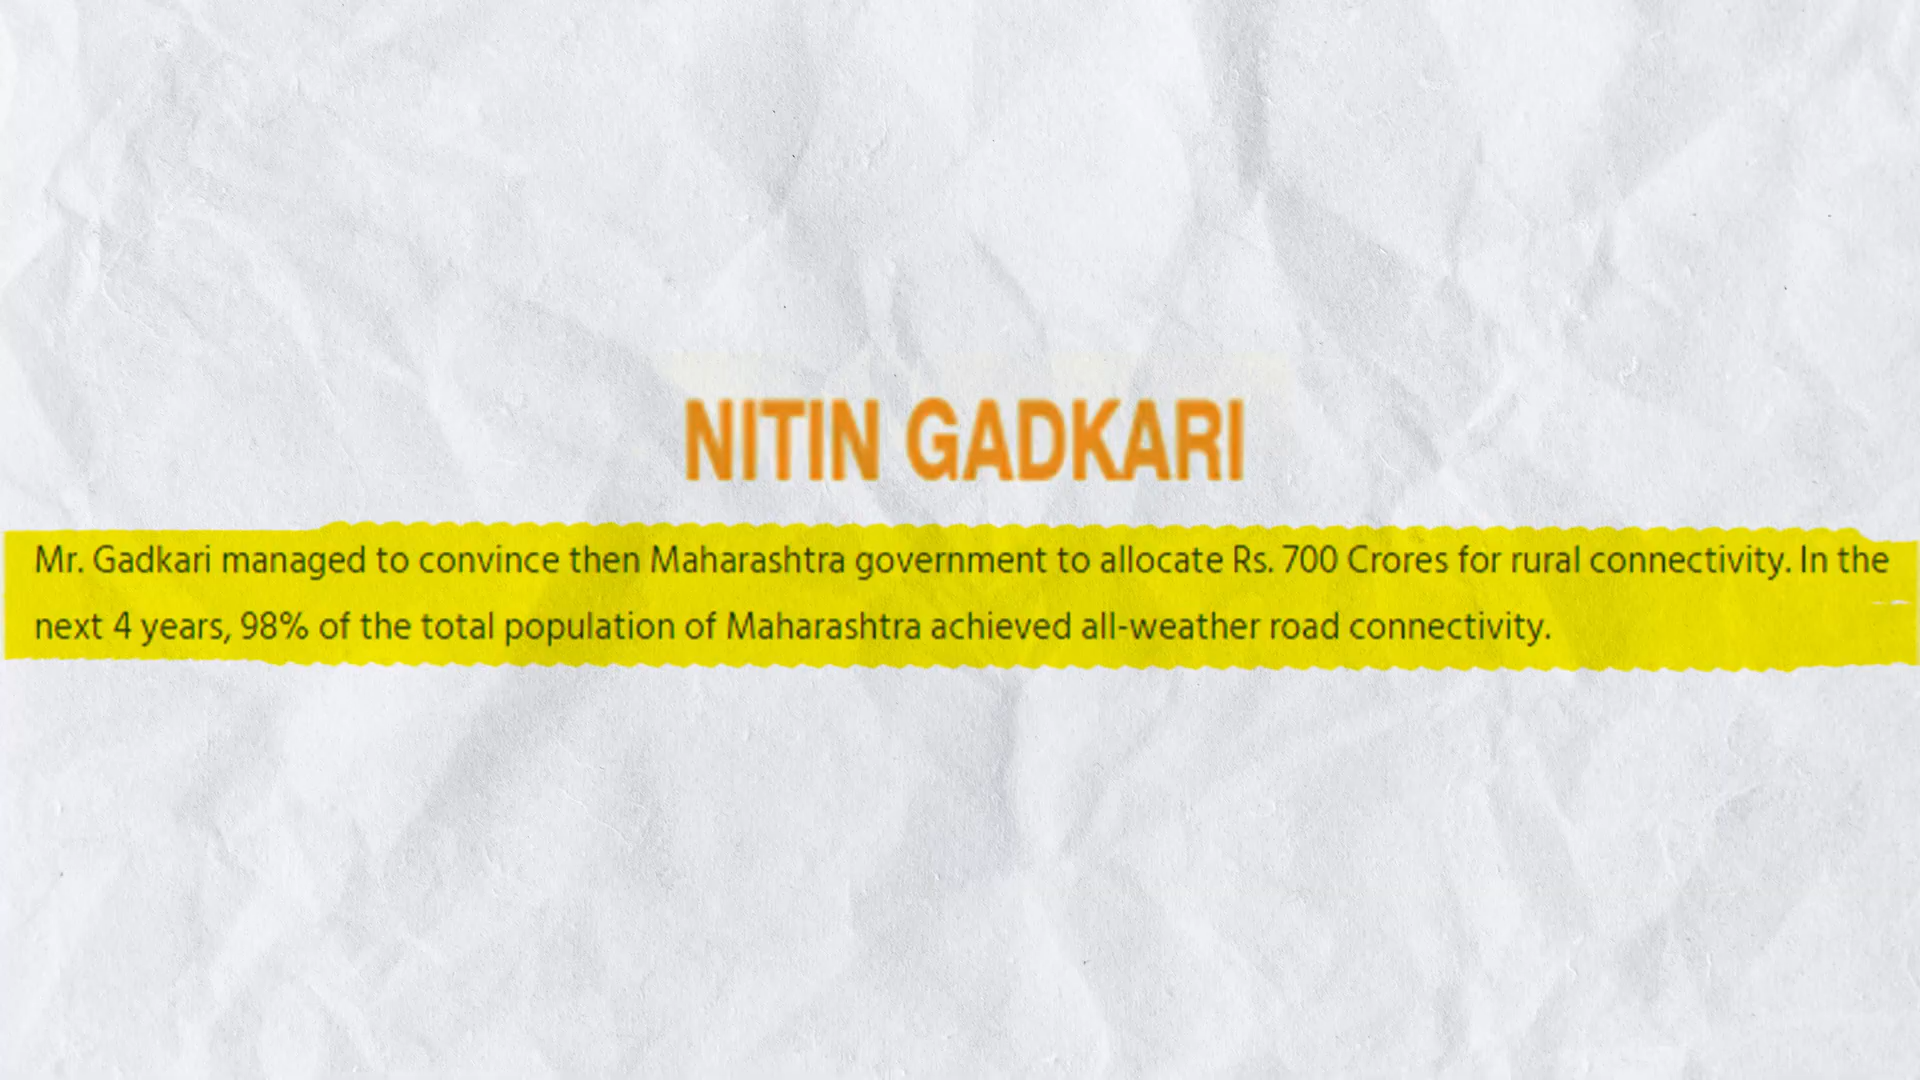 NITIN GADKARI
Mr. Gadkari managed to convince then Maharashtra government to allocate Rs. 700 Crores for rural connectivity. In the
next 4 years, 98% of the total population of Maharashtra achieved all-weather road connectivity.